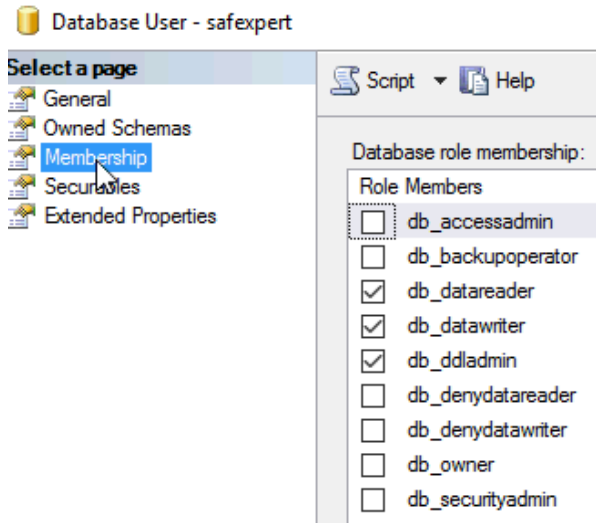 Database User - safexpert
Select a page
General
Owned Schemas
Membership
Securables
Extended Properties
Script
Help
Database role membership:
Role Members
db_accessadmin
db_backupoperator
db_datareader
db_datawriter
db_ddladmin
db_denydatareader
db_denydatawriter
db_owner
db_securityadmin